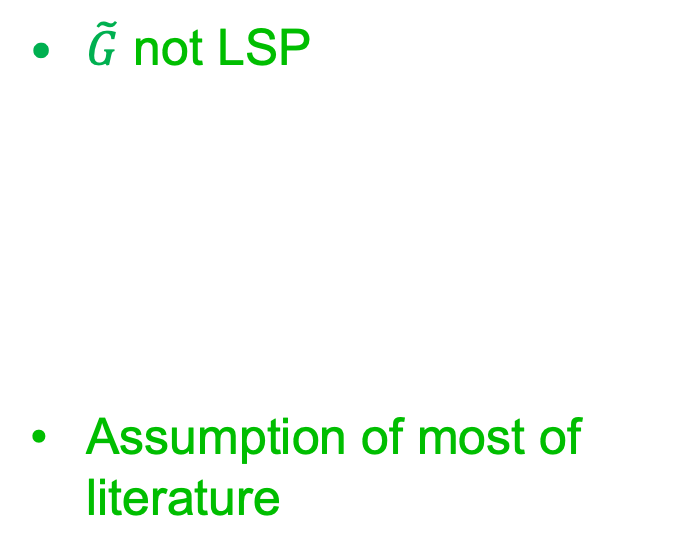 • G̃ not LSP
• Assumption of most of
literature